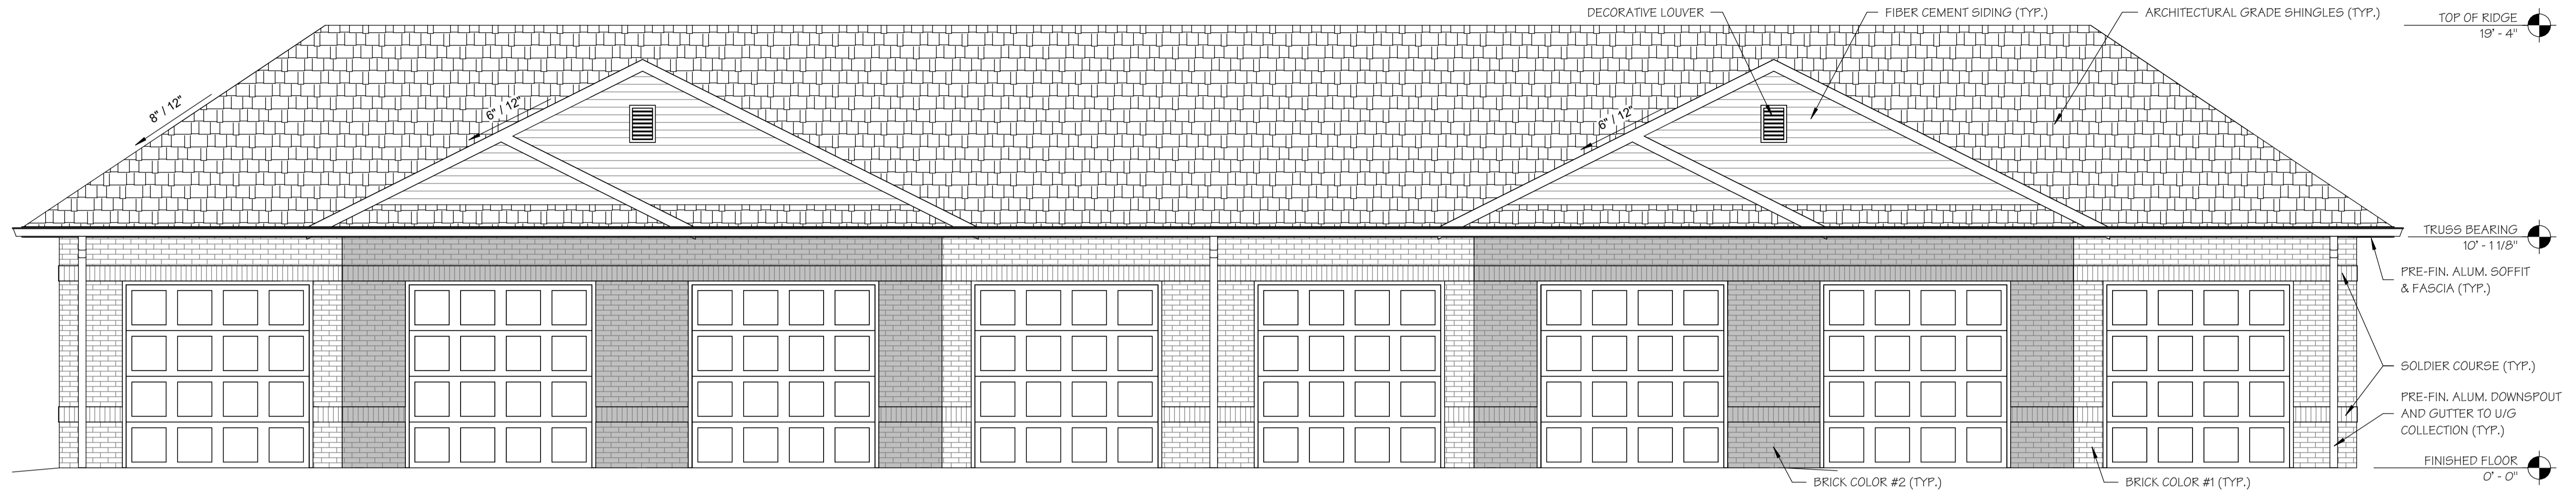 DECORATIVE LOUVER
FIBER CEMENT SIDING (TYP.)
ARCHITECTURAL GRADE SHINGLES (TYP.)
TOP OF RIDGE
19' - 4"
8" / 12"
6" / 12"
6" / 12"
TRUSS BEARING
10' - 1 1/8"
PRE-FIN. ALUM. SOFFIT
& FASCIA (TYP.)
SOLDIER COURSE (TYP.)
PRE-FIN. ALUM. DOWNSPOUT
AND GUTTER TO U/G
COLLECTION (TYP.)
FINISHED FLOOR
0' - 0"
BRICK COLOR #2 (TYP.)
BRICK COLOR #1 (TYP.)